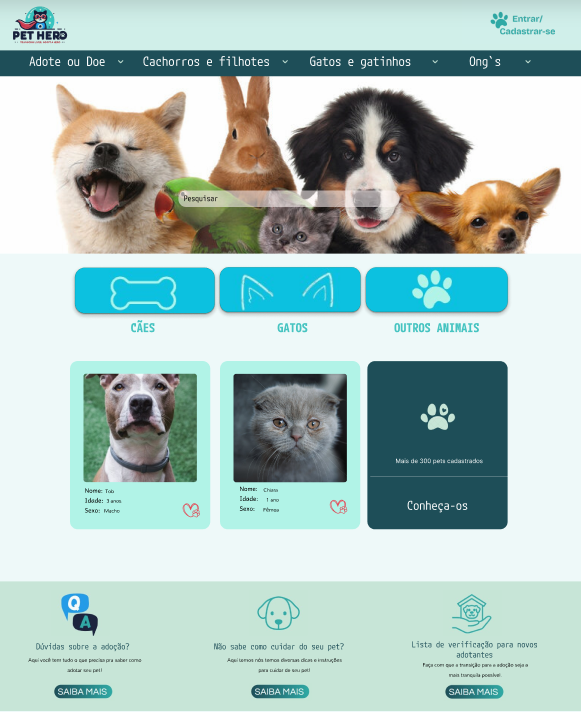 PET HERO
Entrar/
Cadastrar-se
Adote ou Doe
Cachorros e filhotes
Gatos e gatinhos
Ong`s
Pesquisar
CÃES
GATOS
OUTROS ANIMAIS
Nome: Tob
Idade: 3 anos
Sexo: Macho
Nome:
Idade: 1 ano
Sexo: Fêmea
Mais de 300 pets cadastrados
Conheça-os
Q
A
Dúvidas sobre a adoção?
Aqui você tem tudo o que precisa pra saber como
adotar seu pet!
SAIBA MAIS
Não sabe como cuidar do seu pet?
Aqui temos nós temos diversas dicas e instruções
para cuidar de seu pet!
SAIBA MAIS
Lista de verificação para novos
adotantes
Faça com que a transição para a adoção seja a
mais tranquila possível
SAIBA MAIS